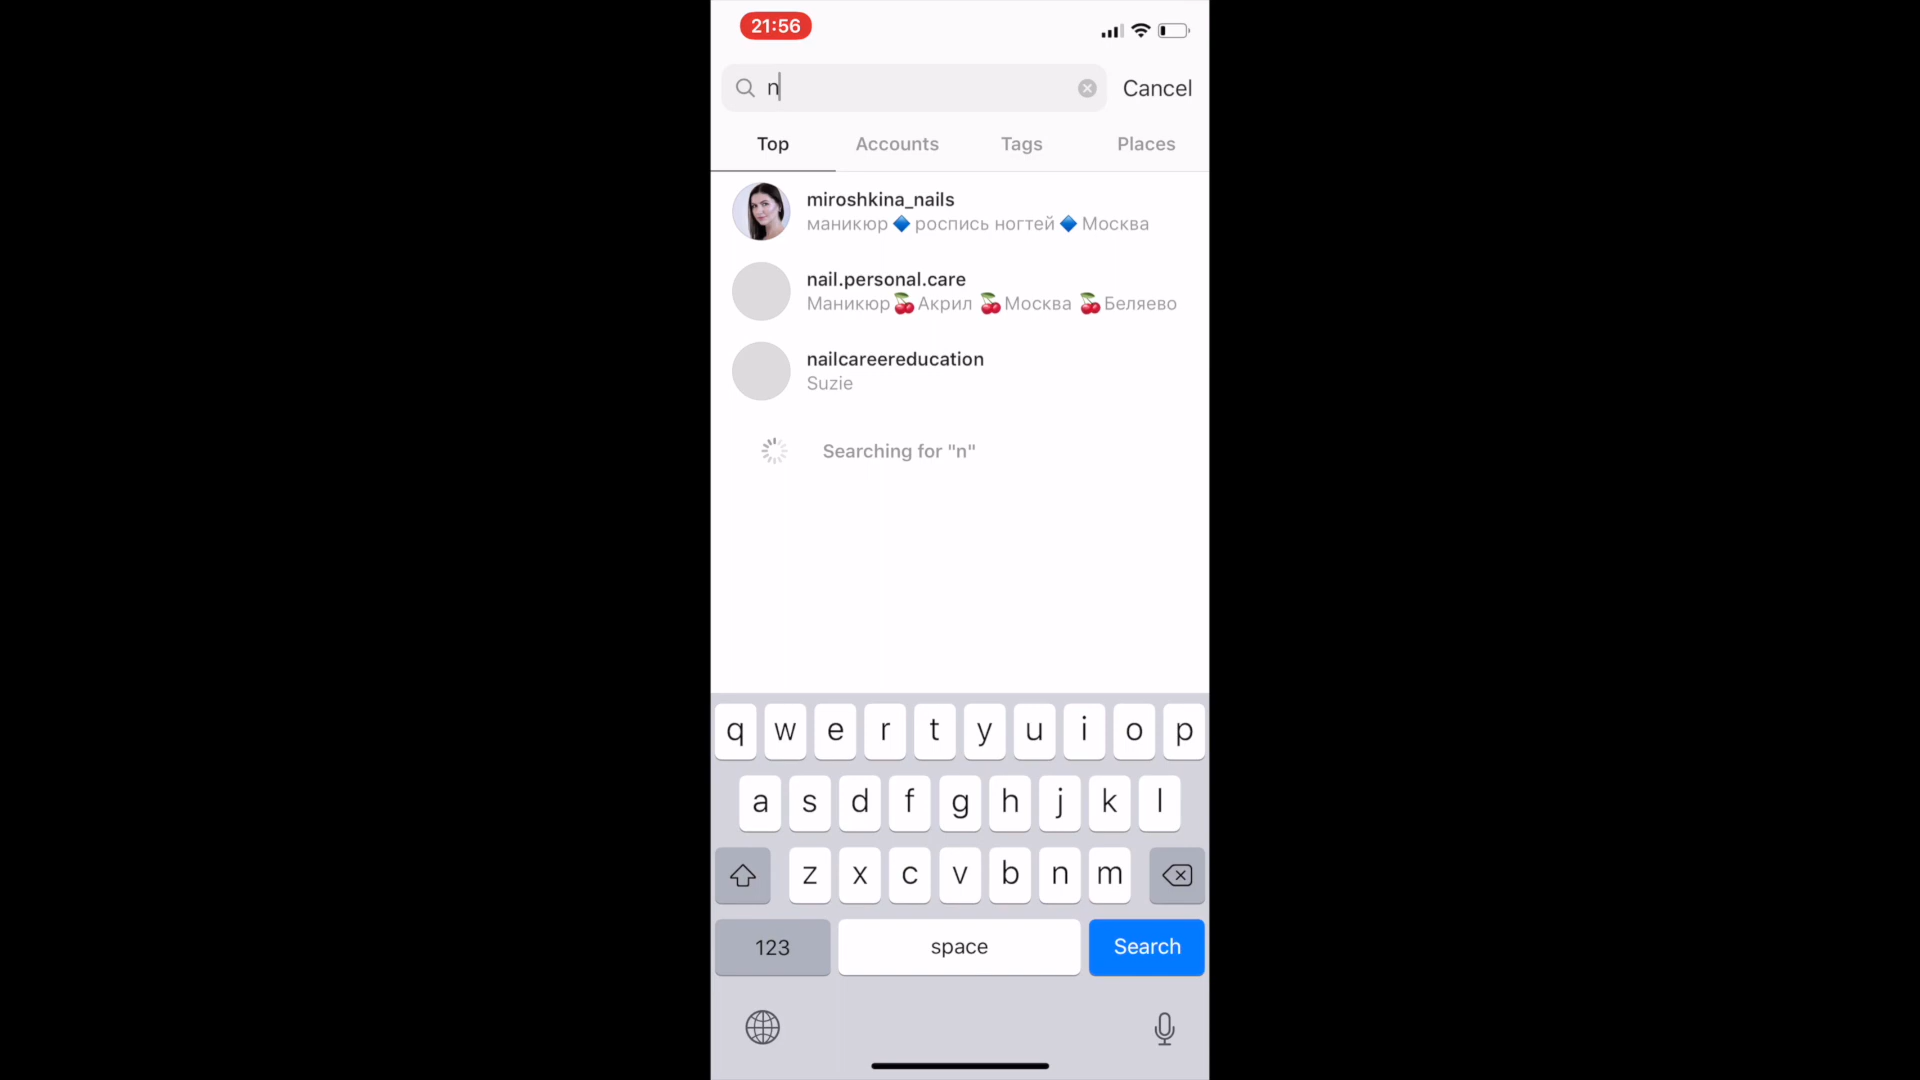 21:56
n
Cancel
Top Accounts Tags Places
miroshkina_nails
маникюр🔷роспись ногтей🔷Москва
nail.personal.care
Маникюр🍒Акрил 🍒Москва 🍒Беляево
nailcareereducation
Suzie
Searching for "n"
q w e r t y u i o p
a s d f g h j k l
z x c v b n m
123 space Search